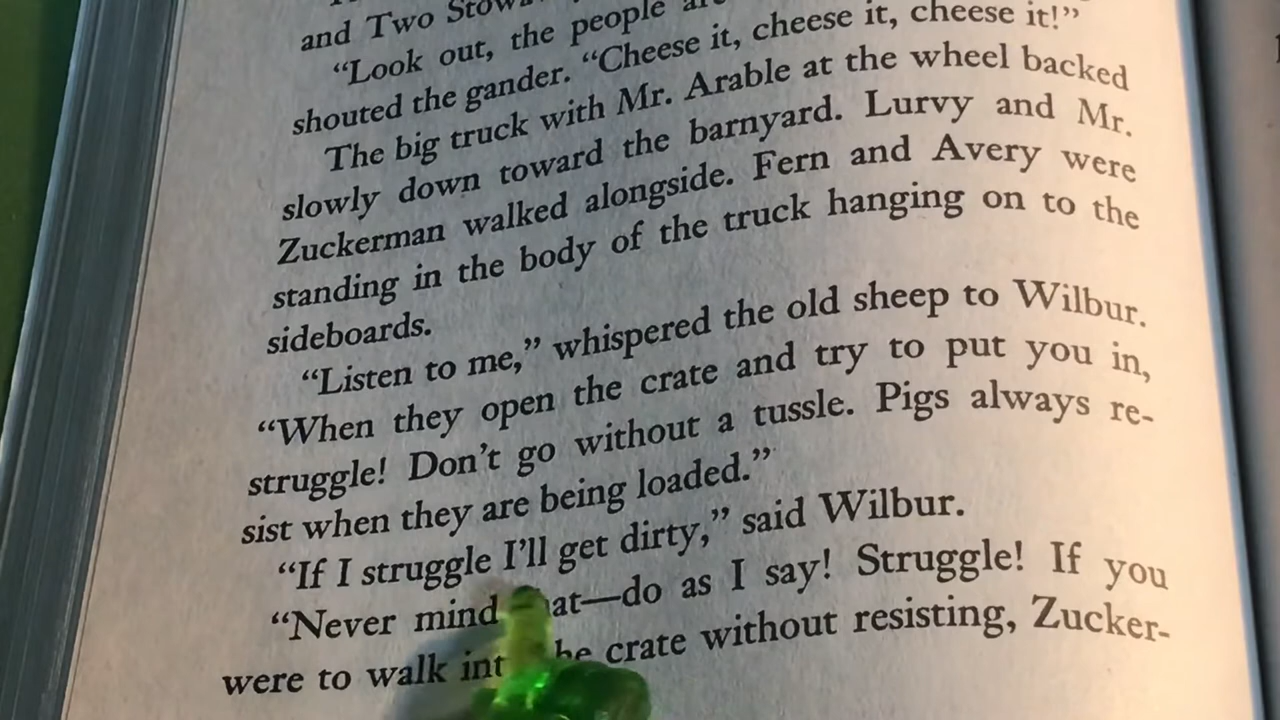 and Two
“Look out, the people
shouted the gander. “Cheese it, cheese it, cheese it!”
The big truck with Mr. Arable at the wheel backed
slowly down toward the barnyard. Lurvy and Mr.
Zuckerman walked alongside. Fern and Avery were
standing in the body of the truck hanging on to the
sideboards.
“Listen to me,” whispered the old sheep to Wilbur.
“When they open the crate and try to put you in,
struggle! Don’t go without a tussle. Pigs always re-
sist when they are being loaded.”
“If I struggle I’ll get dirty,” said Wilbur.
“Never mind at—do as I say! Struggle! If you
were to walk int he crate without resisting, Zucker-